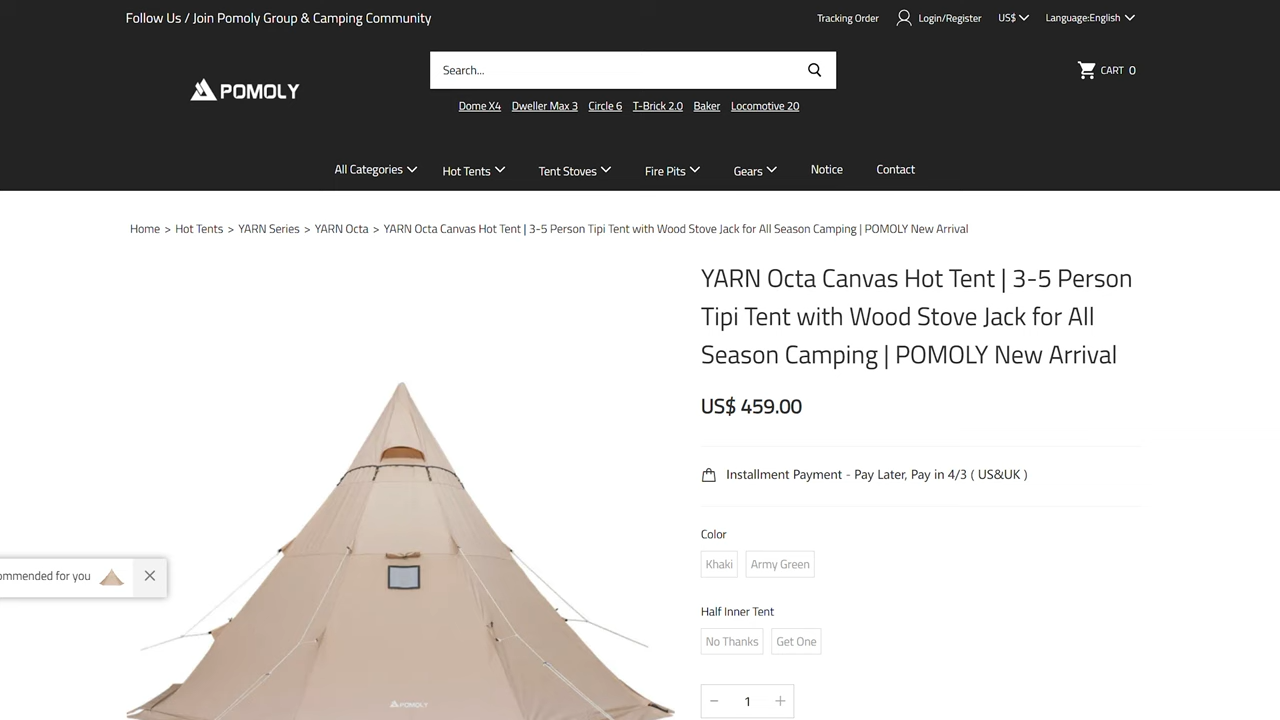 Follow Us / Join Pomoly Group & Camping Community
Tracking Order
Login/Register
US$
Language:English
POMOLY
Search...
CART 0
Dome X4 Dweller Max 3 Circle 6 T-Brick 2.0 Baker Locomotive 20
All Categories Hot Tents Tent Stoves Fire Pits Gears Notice Contact
Home > Hot Tents > YARN Series > YARN Octa > YARN Octa Canvas Hot Tent | 3-5 Person Tipi Tent with Wood Stove Jack for All Season Camping | POMOLY New Arrival
YARN Octa Canvas Hot Tent | 3-5 Person
Tipi Tent with Wood Stove Jack for All
Season Camping | POMOLY New Arrival
US$ 459.00
Installment Payment - Pay Later, Pay in 4/3 ( US&UK )
Color
Khaki Army Green
ommended for you
Half Inner Tent
No Thanks Get One
- 1 +
POMOLY